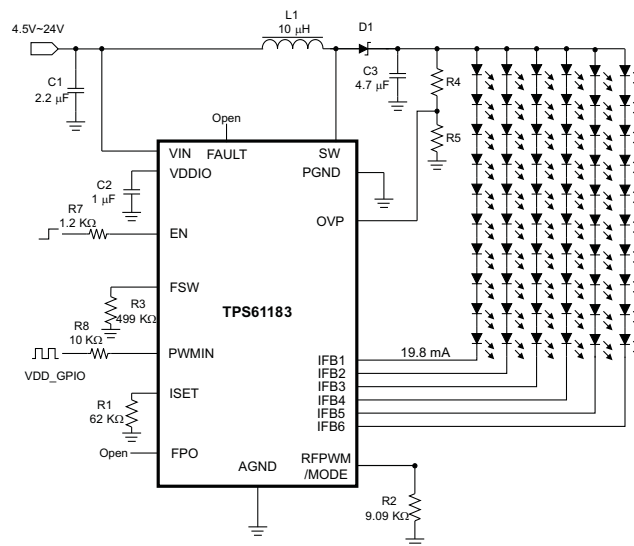 4.5V~24V
L1
10 µH
D1
C1
2.2 µF
C3
4.7 µF
R4
R5
Open
VIN
FAULT
SW
VDDIO
PGND
C2
1 µF
R7
1.2 KΩ
OVP
EN
FSW
R3
499 KΩ
TPS61183
R8
10 KΩ
PWMIN
VDD_GPIO
IFB1
19.8 mA
IFB2
IFB3
IFB4
IFB5
IFB6
ISET
R1
62 KΩ
Open
FPO
AGND
RFPWM
/MODE
R2
9.09 KΩ